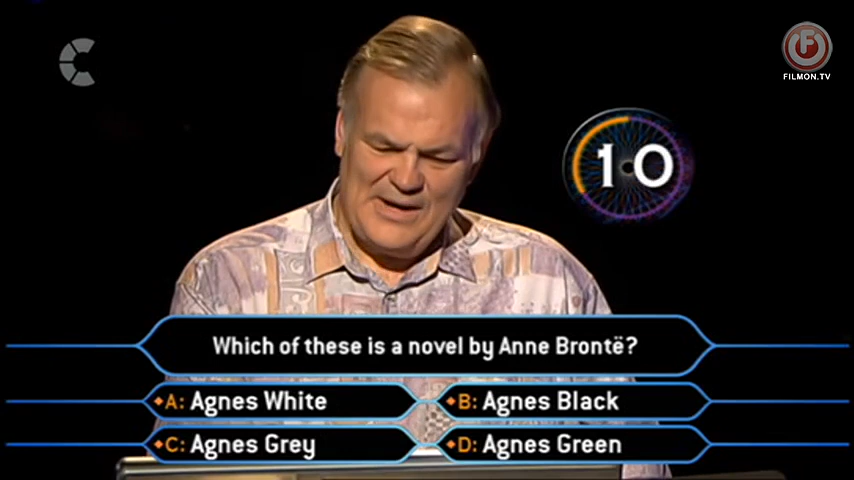 C
F
FILMON.TV
10
Which of these is a novel by Anne Brontë?
A: Agnes White
B: Agnes Black
C: Agnes Grey
D: Agnes Green